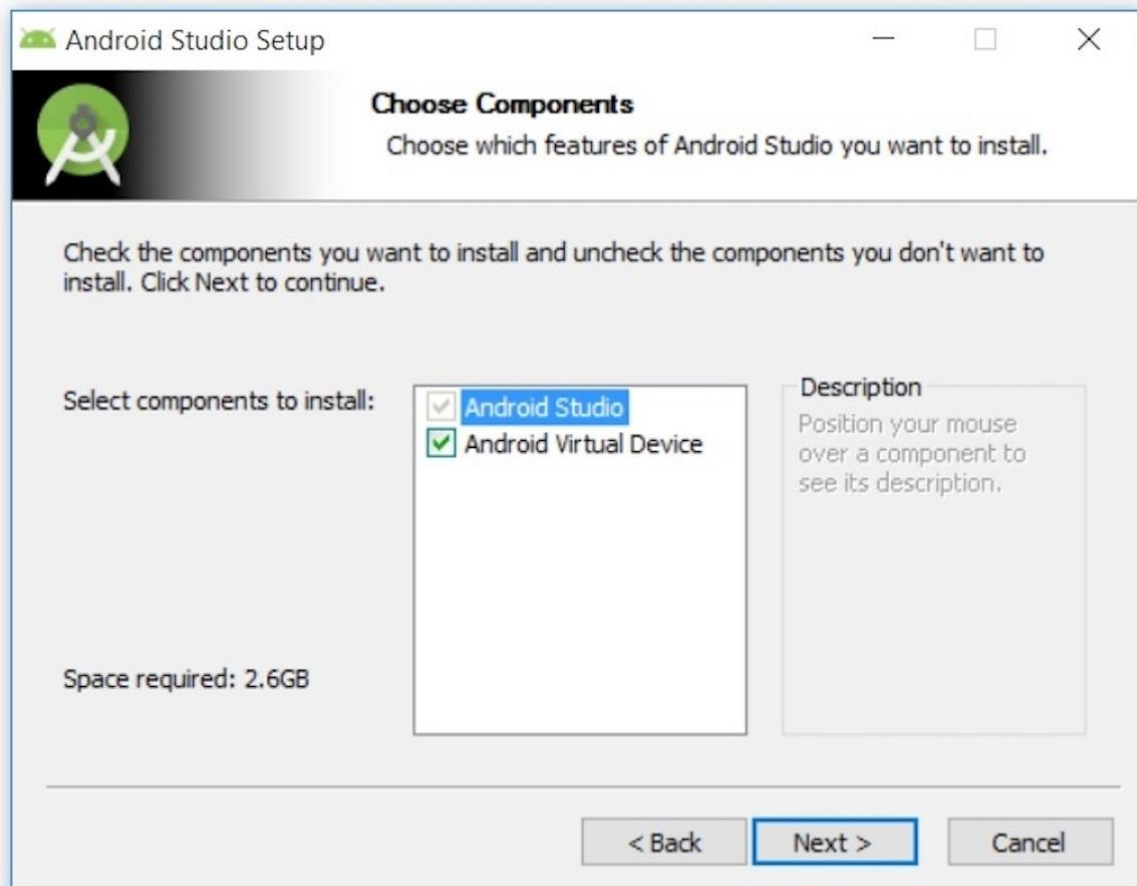 Android Studio Setup
Choose Components
Choose which features of Android Studio you want to install.
Check the components you want to install and uncheck the components you don't want to
install. Click Next to continue.
Select components to install:
Android Studio
Android Virtual Device
Description
Position your mouse
over a component to
see its description.
Space required: 2.6GB
< Back
Next >
Cancel